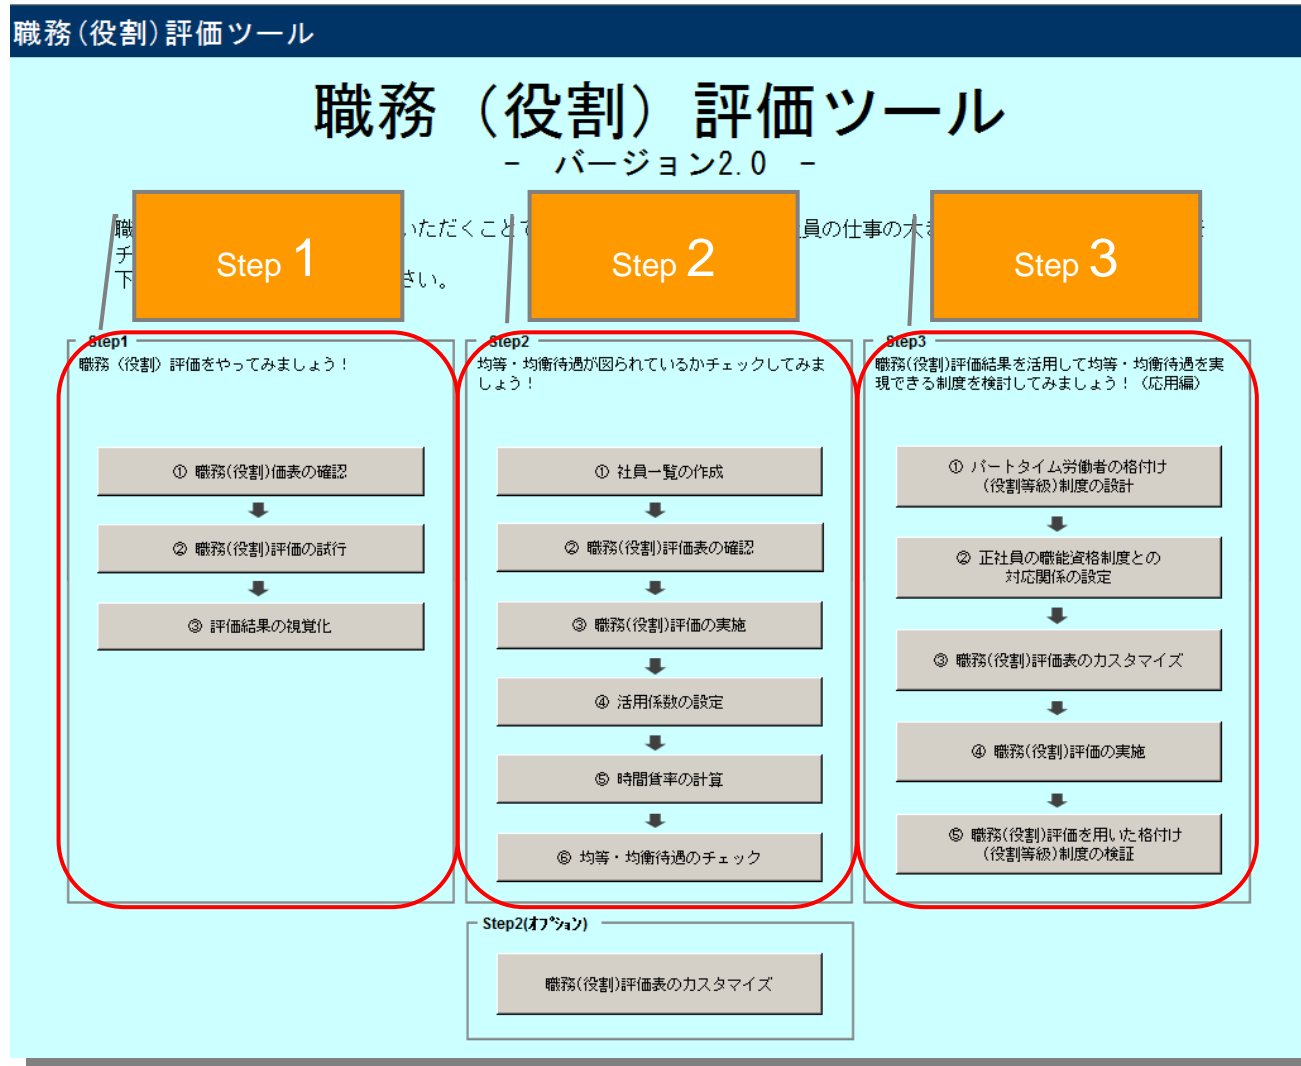 職務(役割)評価ツール
職務（役割）評価ツール
－ バージョン2.0 －
Step 1
Step 2
Step 3
職
いただくことで
員の仕事の大
チ
下
さい。
Step1
職務（役割）評価をやってみましょう！
① 職務(役割)価表の確認
② 職務(役割)評価の試行
③ 評価結果の視覚化
Step2
均等・均衡待遇が図られているかチェックしてみま
しょう！
① 社員一覧の作成
② 職務(役割)評価表の確認
③ 職務(役割)評価の実施
④ 活用係数の設定
⑤ 時間賃率の計算
⑥ 均等・均衡待遇のチェック
Step2(ｵﾌﾟｼｮﾝ)
職務(役割)評価表のカスタマイズ
Step3
職務(役割)評価結果を活用して均等・均衡待遇を実
現できる制度を検討してみましょう！（応用編）
① パートタイム労働者の格付け
(役割等級)制度の設計
② 正社員の職能資格制度との
対応関係の設定
③ 職務(役割)評価表のカスタマイズ
④ 職務(役割)評価の実施
⑤ 職務(役割)評価を用いた格付け
(役割等級)制度の検証